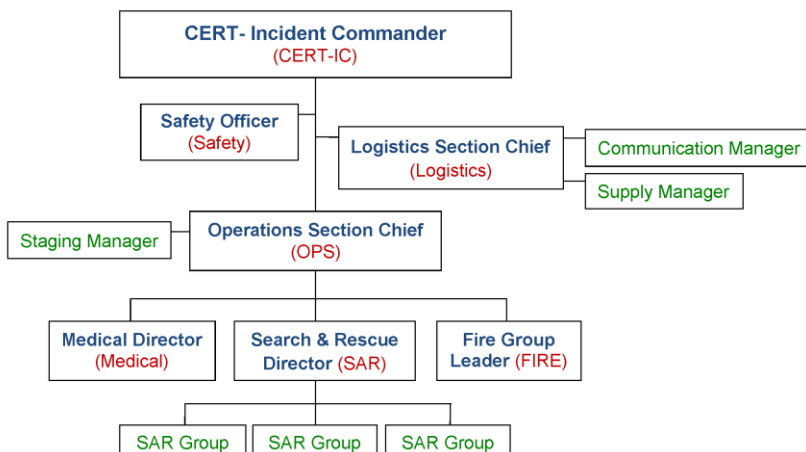 CERT- Incident Commander
(CERT-IC)
Safety Officer
(Safety)
Logistics Section Chief
(Logistics)
Communication Manager
Supply Manager
Staging Manager
Operations Section Chief
(OPS)
Medical Director
(Medical)
Search & Rescue
Director (SAR)
Fire Group
Leader (FIRE)
SAR Group
SAR Group
SAR Group